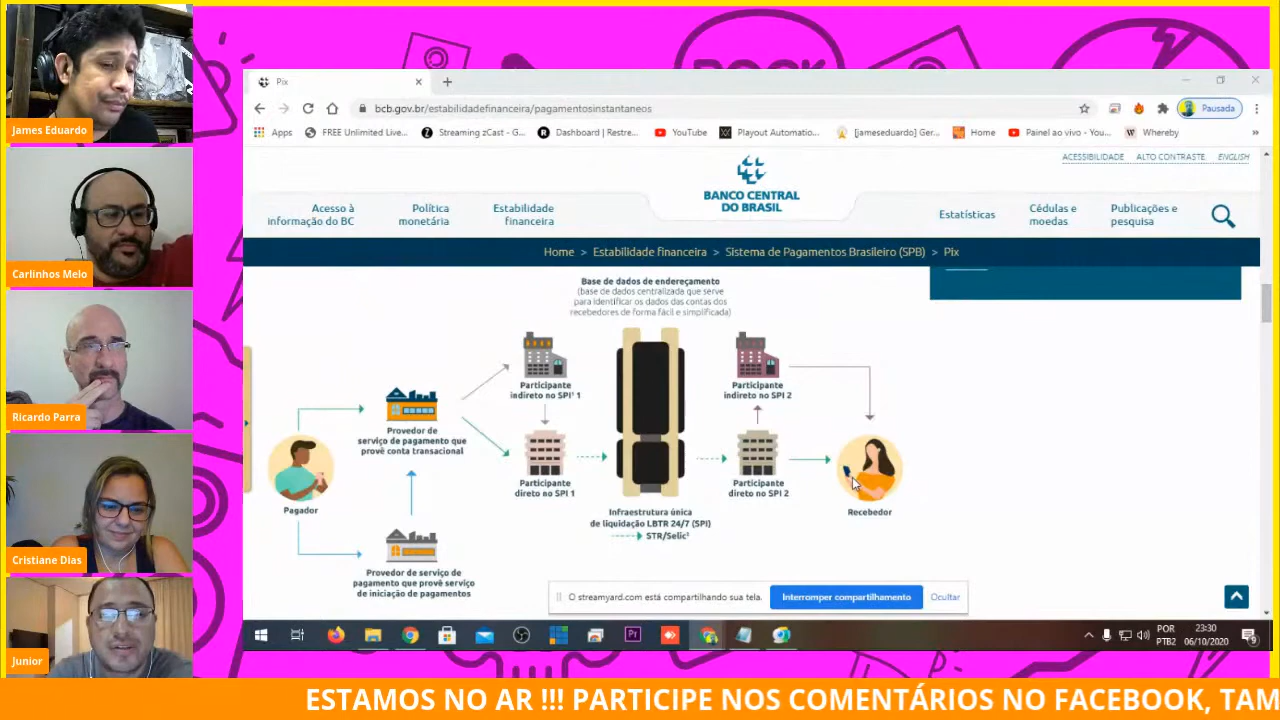 James Eduardo
Carlinhos Melo
Ricardo Parra
Cristiane Dias
Junior
ROCK
Pix
bcb.gov.br/estabilidadefinanceira/pagamentosinstantaneos
Pausada
Apps
FREE Unlimited Live...
Streaming zCast - G...
Dashboard | Restre...
YouTube
Playout Automatio...
[jameseduardo] Ger...
Home
Painel ao vivo - You...
Whereby
»
ACESSIBILIDADE ALTO CONTRASTE ENGLISH
BANCO CENTRAL
DO BRASIL
Acesso à
informação do BC
Política
monetária
Estabilidade
financeira
Estatísticas
Cédulas e
moedas
Publicações e
pesquisa
Home > Estabilidade financeira > Sistema de Pagamentos Brasileiro (SPB) > Pix
Base de dados de endereçamento
(base de dados centralizada que serve
para identificar os dados das contas dos
recebedores de forma fácil e simplificada)
Participante
indireto no SPI¹ 1
Participante
indireto no SPI 2
Provedor de
serviço de pagamento que
provê conta transacional
Participante
direto no SPI 1
Participante
direto no SPI 2
Pagador
Recebedor
Infraestrutura única
de liquidação LBTR 24/7 (SPI)
STR/Selic²
Provedor de serviço de
pagamento que provê serviço
de iniciação de pagamentos
O streamyard.com está compartilhando sua tela.
Interromper compartilhamento
Ocultar
Pr
POR
PTB2
23:30
06/10/2020
9
ESTAMOS NO AR !!! PARTICIPE NOS COMENTÁRIOS NO FACEBOOK, TAM